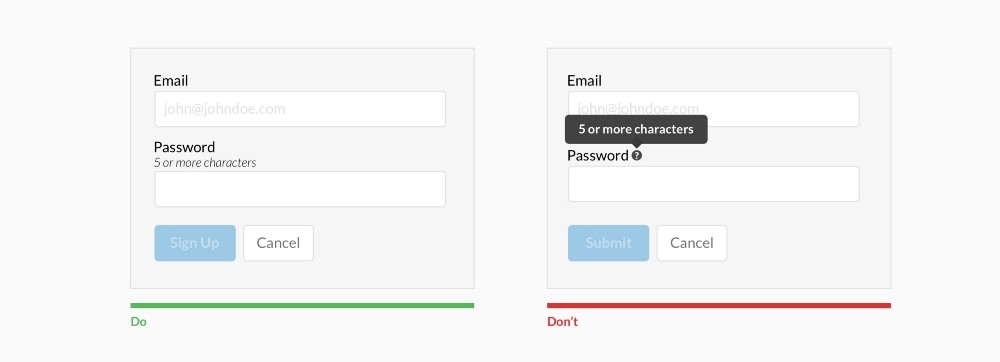 Email
john@johndoe.com
Password
5 or more characters
Sign Up
Cancel
Do
Email
john@johndoe.com
5 or more characters
Password ?
Submit
Cancel
Don't